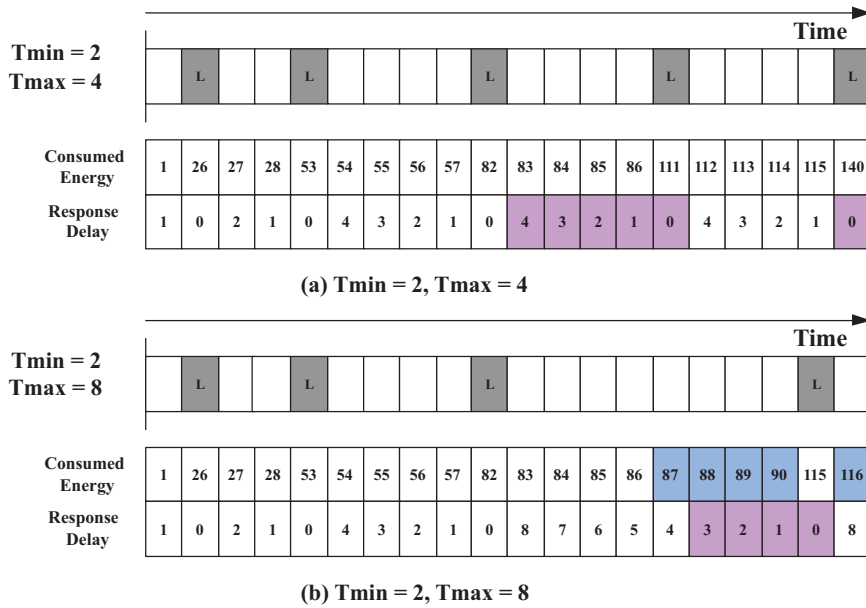 Time
Tmin = 2
Tmax = 4
L L L L L
Consumed
Energy
1 26 27 28 53 54 55 56 57 82 83 84 85 86 111 112 113 114 115 140
Response
Delay
1 0 2 1 0 4 3 2 1 0 4 3 2 1 0 4 3 2 1 0
(a) Tmin = 2, Tmax = 4
Time
Tmin = 2
Tmax = 8
L L L L
Consumed
Energy
1 26 27 28 53 54 55 56 57 82 83 84 85 86 87 88 89 90 115 116
Response
Delay
1 0 2 1 0 4 3 2 1 0 8 7 6 5 4 3 2 1 0 8
(b) Tmin = 2, Tmax = 8